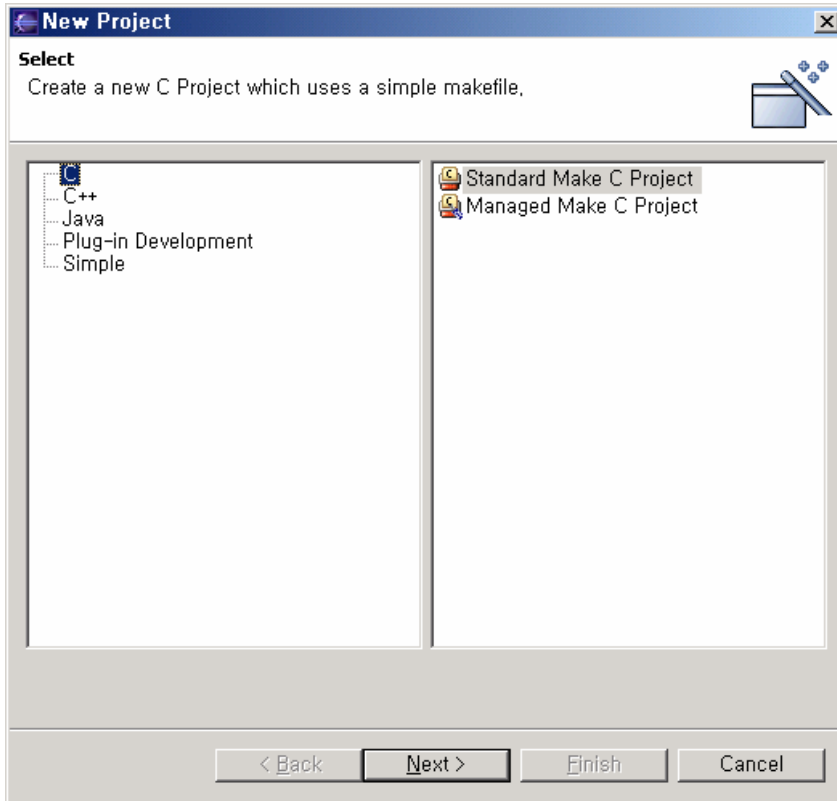 New Project
Select
Create a new C Project which uses a simple makefile,
C
C++
Java
Plug-in Development
Simple
Standard Make C Project
Managed Make C Project
< Back
Next >
Finish
Cancel